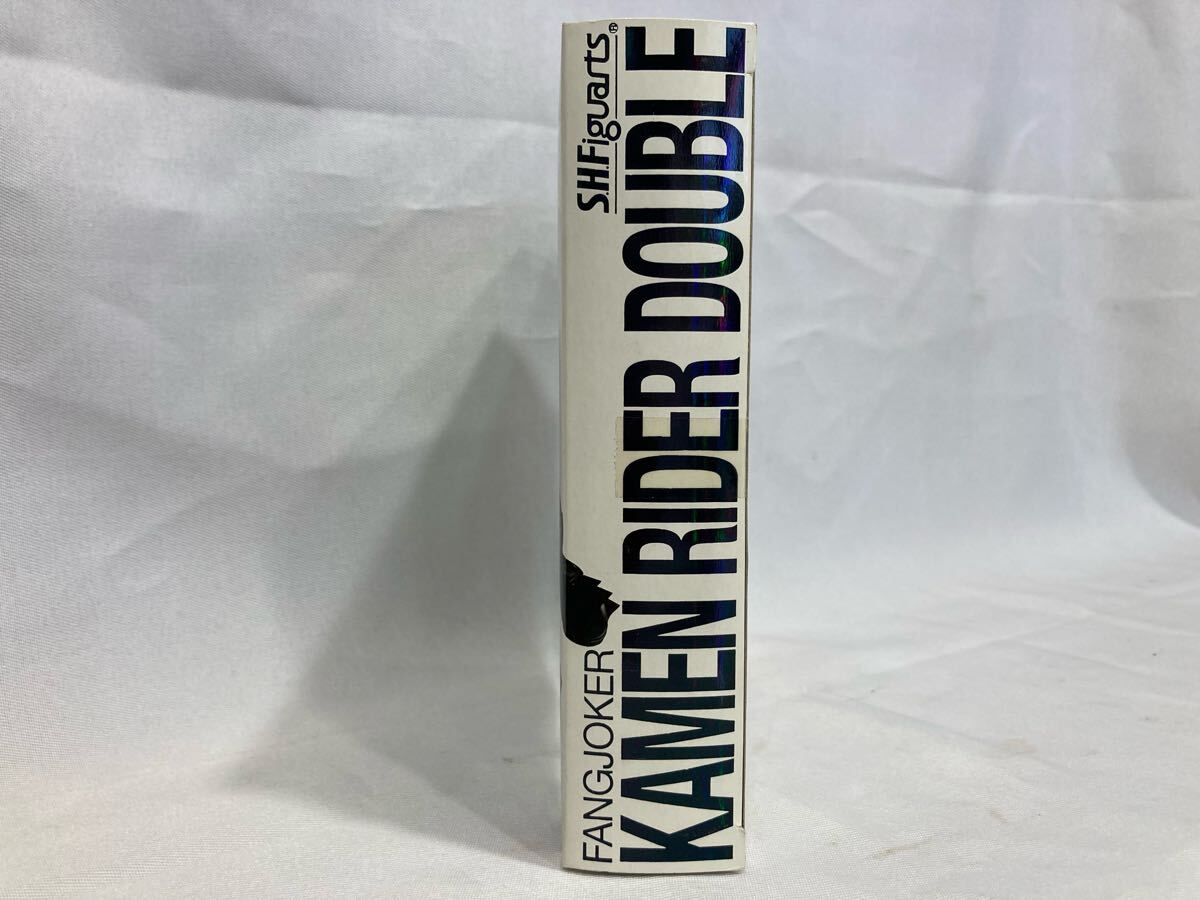 S.H.Figuarts®
FANGJOKER
KAMEN RIDER DOUBLE